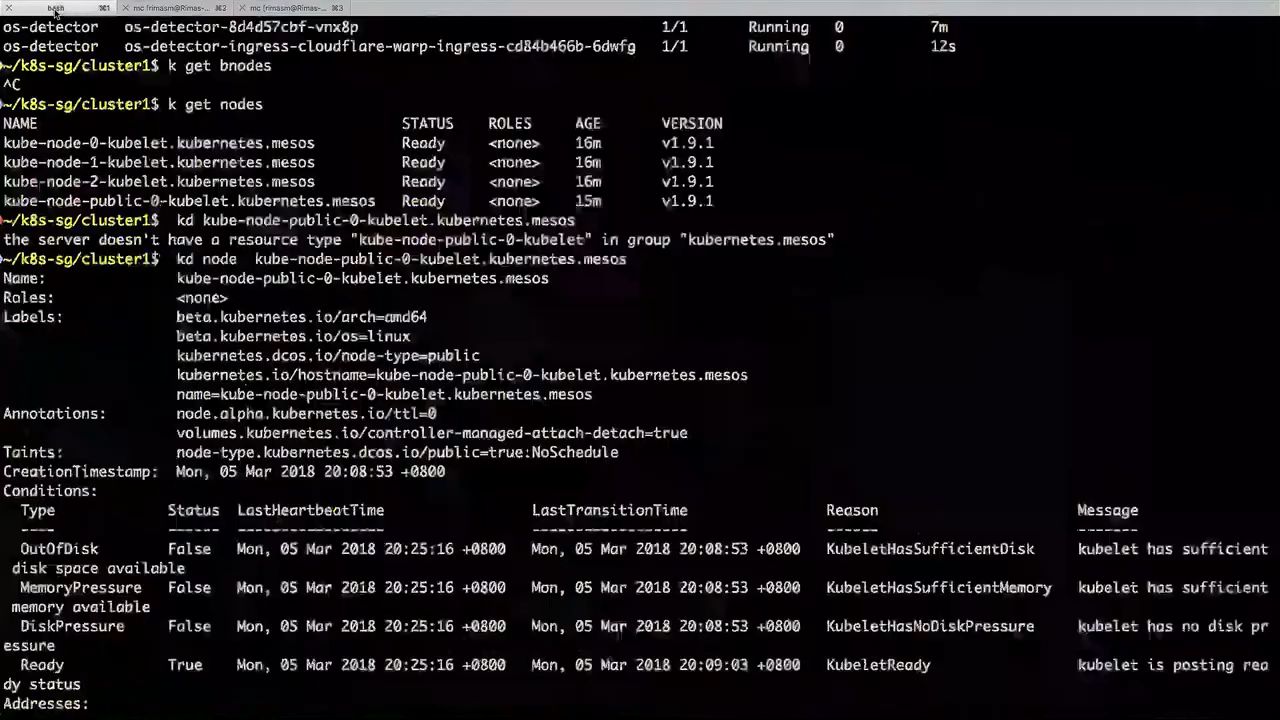 bash ⌘1 mc [rimasm@Rimas-... ⌘2 mc [rimasm@Rimas-... ⌘3
os-detector os-detector-8d4d57cbf-vnx8p 1/1 Running 0 7m
os-detector os-detector-ingress-cloudflare-warp-ingress-cd84b466b-6dwfg 1/1 Running 0 12s
~/k8s-sg/cluster1$ k get bnodes
^C
~/k8s-sg/cluster1$ k get nodes
NAME STATUS ROLES AGE VERSION
kube-node-0-kubelet.kubernetes.mesos Ready <none> 16m v1.9.1
kube-node-1-kubelet.kubernetes.mesos Ready <none> 16m v1.9.1
kube-node-2-kubelet.kubernetes.mesos Ready <none> 16m v1.9.1
kube-node-public-0-kubelet.kubernetes.mesos Ready <none> 15m v1.9.1
~/k8s-sg/cluster1$ kd kube-node-public-0-kubelet.kubernetes.mesos
the server doesn't have a resource type "kube-node-public-0-kubelet" in group "kubernetes.mesos"
~/k8s-sg/cluster1$ kd node kube-node-public-0-kubelet.kubernetes.mesos
Name: kube-node-public-0-kubelet.kubernetes.mesos
Roles: <none>
Labels: beta.kubernetes.io/arch=amd64
beta.kubernetes.io/os=linux
kubernetes.dcos.io/node-type=public
kubernetes.io/hostname=kube-node-public-0-kubelet.kubernetes.mesos
name=kube-node-public-0-kubelet.kubernetes.mesos
Annotations: node.alpha.kubernetes.io/ttl=0
volumes.kubernetes.io/controller-managed-attach-detach=true
Taints: node-type.kubernetes.dcos.io/public=true:NoSchedule
CreationTimestamp: Mon, 05 Mar 2018 20:08:53 +0800
Conditions:
Type Status LastHeartbeatTime LastTransitionTime Reason Message
---- ------ ----------------- ------------------ ------ -------
OutOfDisk False Mon, 05 Mar 2018 20:25:16 +0800 Mon, 05 Mar 2018 20:08:53 +0800 KubeletHasSufficientDisk kubelet has sufficient
disk space available
MemoryPressure False Mon, 05 Mar 2018 20:25:16 +0800 Mon, 05 Mar 2018 20:08:53 +0800 KubeletHasSufficientMemory kubelet has sufficient
memory available
DiskPressure False Mon, 05 Mar 2018 20:25:16 +0800 Mon, 05 Mar 2018 20:08:53 +0800 KubeletHasNoDiskPressure kubelet has no disk pr
essure
Ready True Mon, 05 Mar 2018 20:25:16 +0800 Mon, 05 Mar 2018 20:09:03 +0800 KubeletReady kubelet is posting rea
dy status
Addresses: